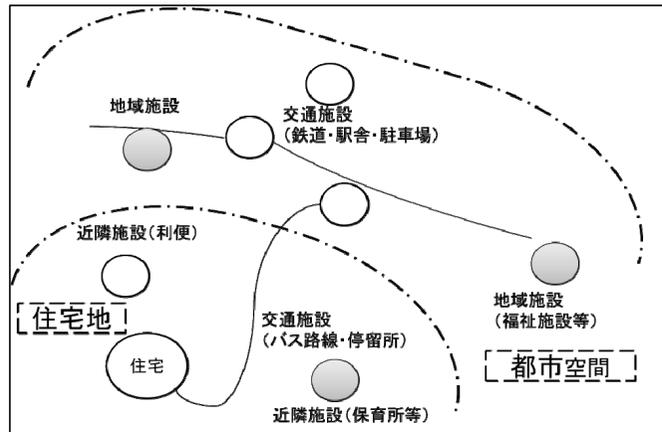 地域施設
交通施設
(鉄道・駅舎・駐車場)
近隣施設(利便)
住宅地
地域施設
(福祉施設等)
交通施設
(バス路線・停留所)
都市空間
住宅
近隣施設(保育所等)